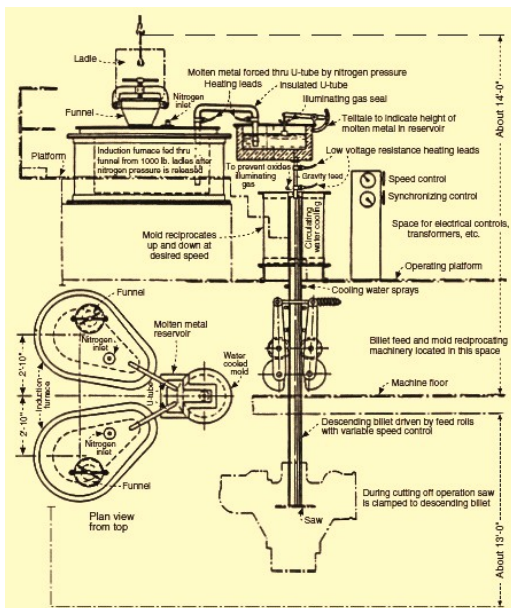 Ladle
Molten metal forced thru U-tube by nitrogen pressure
Heating leads
Insulated U-tube
Nitrogen
inlet
Illuminating gas seal
Funnel
Telltale to indicate height of
molten metal in reservoir
Platform
Induction furnace fed thru
funnel from 1000 lb. ladles after
nitrogen pressure is released
Low voltage resistance heating leads
To prevent oxides
illuminating
gas
Gravity feed
Speed control
Synchronizing control
Mold reciprocates
up and down at
desired speed
Circulating
water cooling
Space for electrical controls,
transformers, etc.
Operating platform
About 14'-0"
Cooling water sprays
Funnel
Nitrogen
inlet
Molten metal
reservoir
Water
cooled
mold
2'-10"
2'-10"
Induction
furnace
U-tube
Billet feed and mold reciprocating
machinery located in this space
Machine floor
Nitrogen
inlet
Funnel
Descending billet driven by feed rolls
with variable speed control
Plan view
from top
Saw
During cutting off operation saw
is clamped to descending billet
About 13'-0"